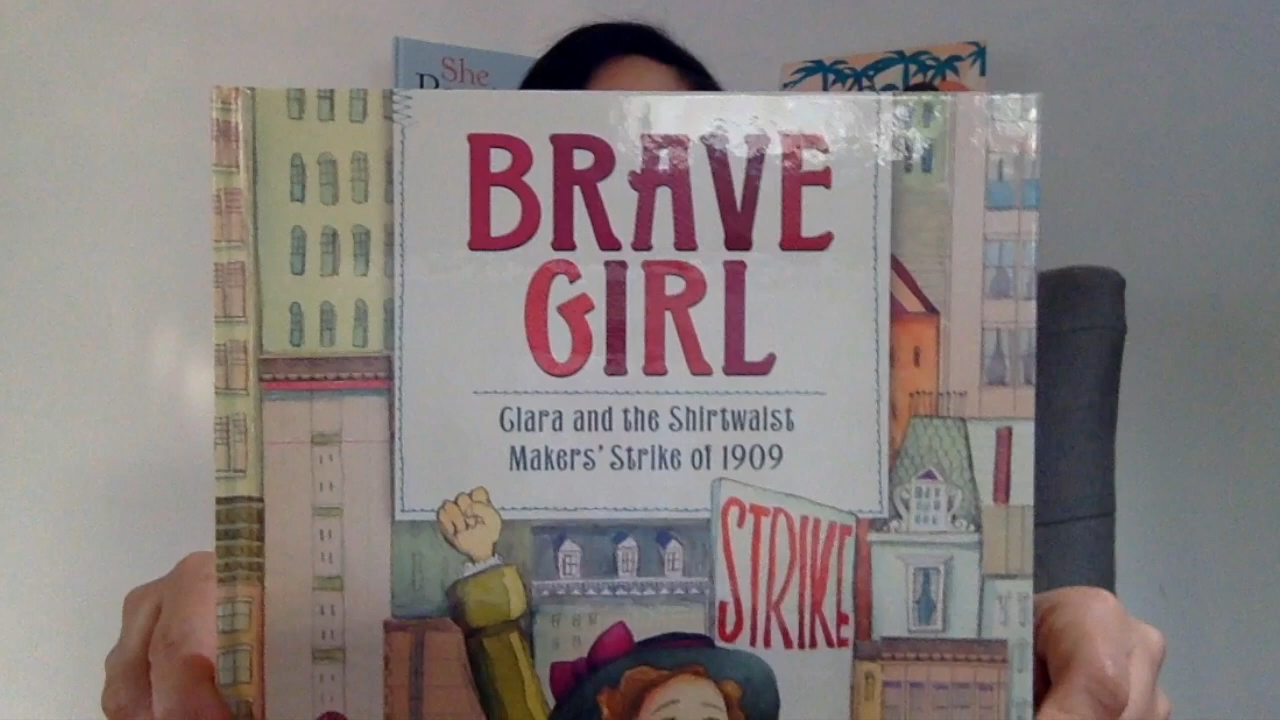 She
BRAVE
GIRL
Clara and the Shirtwaist
Makers' Strike of 1909
STRIKE